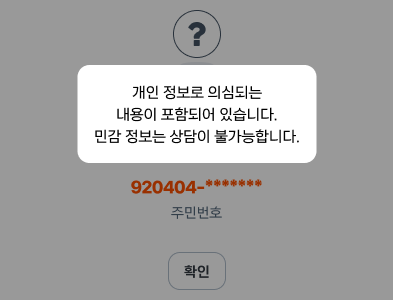 ?
개인 정보로 의심되는
내용이 포함되어 있습니다.
민감 정보는 상담이 불가능합니다.
920404-*******
주민번호
확인